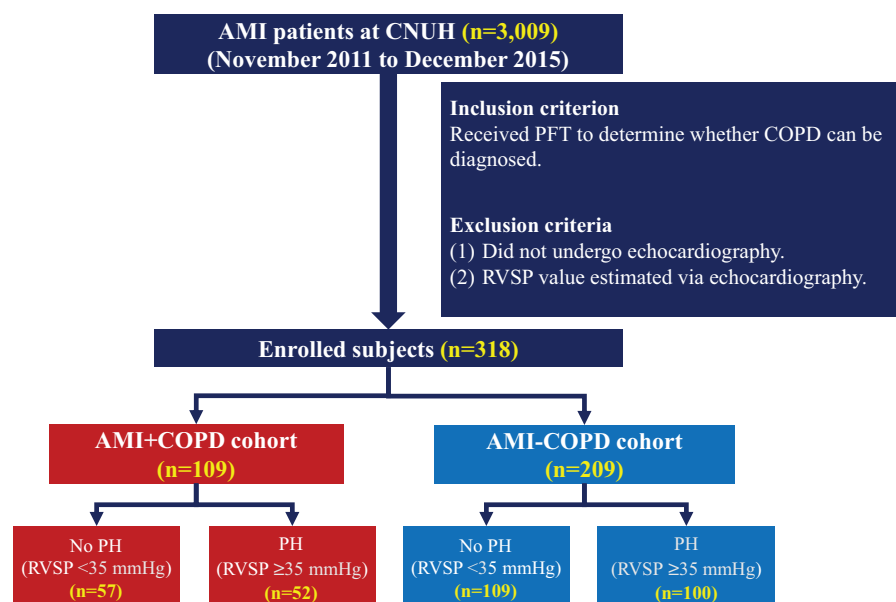 AMI patients at CNUH (n=3,009)
(November 2011 to December 2015)
Inclusion criterion
Received PFT to determine whether COPD can be
diagnosed.
Exclusion criteria
(1) Did not undergo echocardiography.
(2) RVSP value estimated via echocardiography.
Enrolled subjects (n=318)
AMI+COPD cohort
(n=109)
AMI-COPD cohort
(n=209)
No PH
(RVSP <35 mmHg)
(n=57)
PH
(RVSP ≥35 mmHg)
(n=52)
No PH
(RVSP <35 mmHg)
(n=109)
PH
(RVSP ≥35 mmHg)
(n=100)